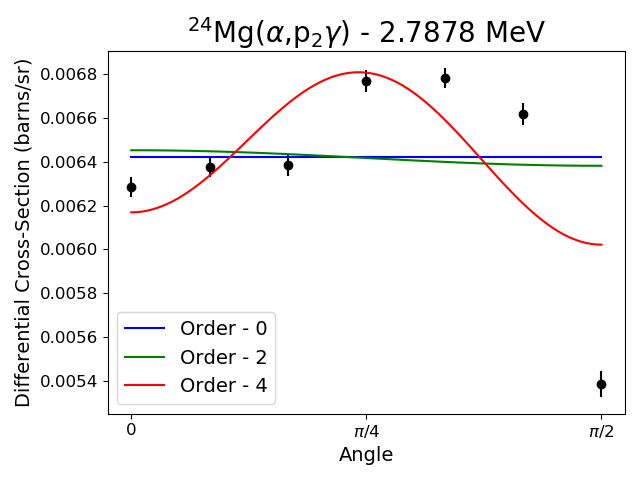 ²⁴Mg(α,p₂γ) - 2.7878 MeV
Differential Cross-Section (barns/sr)
0.0068
0.0066
0.0064
0.0062
0.0060
0.0058
0.0056
0.0054
Order - 0
Order - 2
Order - 4
0
π/4
π/2
Angle